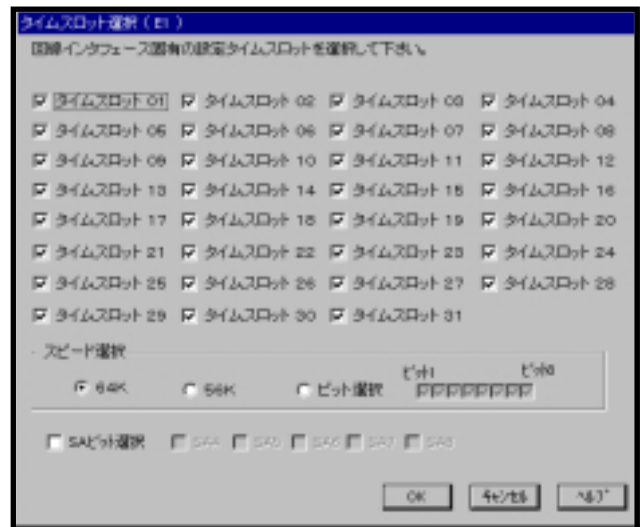 タイムスロット選択 ( E1 )
回線インタフェース固有の設定タイムスロットを選択して下さい。
タイムスロット 01 タイムスロット 02 タイムスロット 03 タイムスロット 04
タイムスロット 05 タイムスロット 06 タイムスロット 07 タイムスロット 08
タイムスロット 09 タイムスロット 10 タイムスロット 11 タイムスロット 12
タイムスロット 13 タイムスロット 14 タイムスロット 15 タイムスロット 16
タイムスロット 17 タイムスロット 18 タイムスロット 19 タイムスロット 20
タイムスロット 21 タイムスロット 22 タイムスロット 23 タイムスロット 24
タイムスロット 25 タイムスロット 26 タイムスロット 27 タイムスロット 28
タイムスロット 29 タイムスロット 30 タイムスロット 31
スピード選択
ビット1 ビット8
64K 56K ビット選択
SAビット選択 SA4 SA5 SA6 SA7 SA8
OK キャンセル ヘルプ